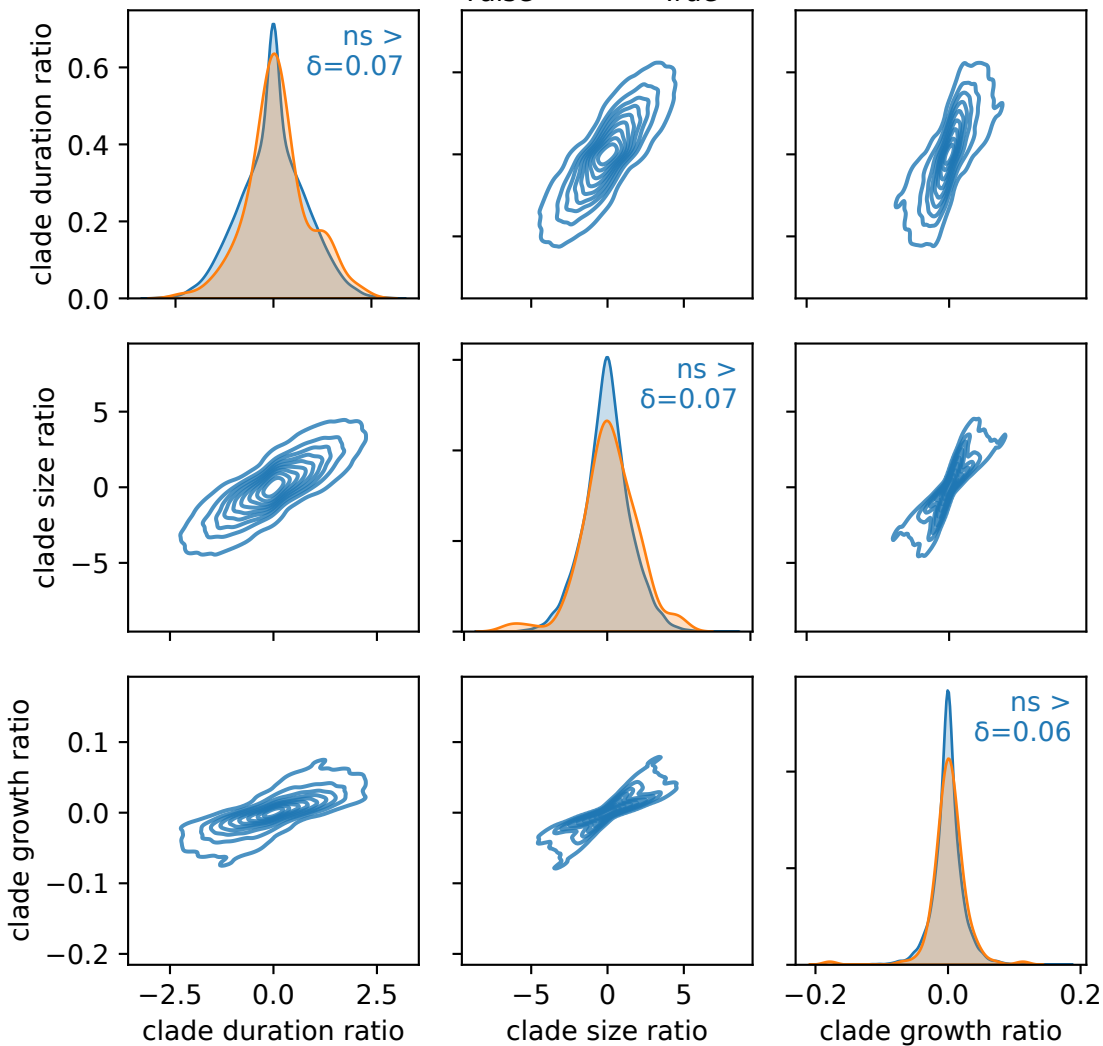 clade duration ratio
0.6
0.4
0.2
0.0
ns >
δ=0.07
clade size ratio
5
0
−5
ns >
δ=0.07
clade growth ratio
0.1
0.0
−0.1
−0.2
ns >
δ=0.06
−2.5 0.0 2.5
−5 0 5
−0.2 0.0 0.2
clade duration ratio
clade size ratio
clade growth ratio